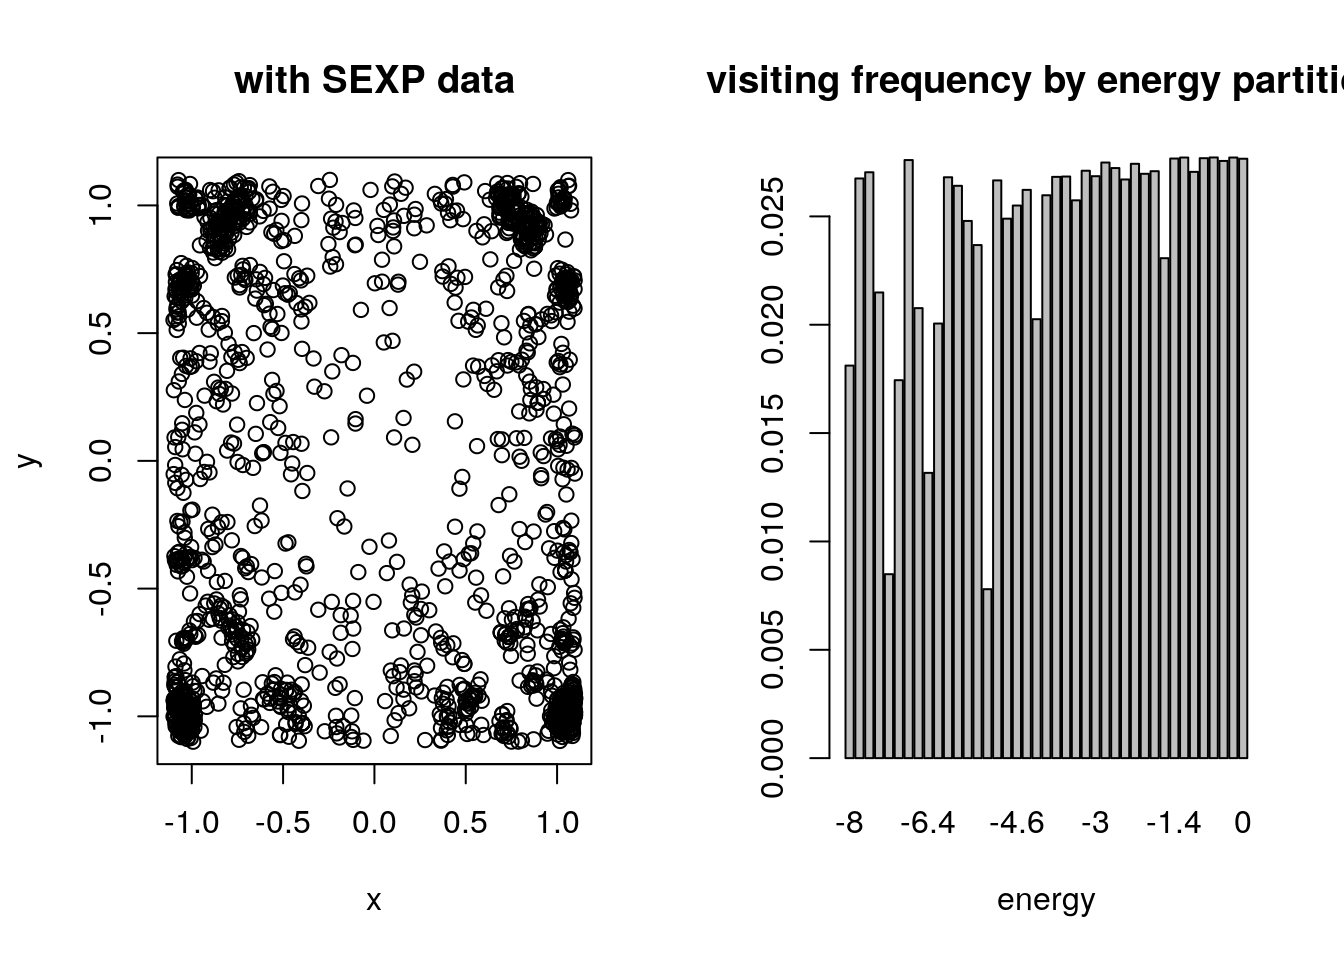 with SEXP data
1.0
0.5
0.0
-0.5
-1.0
y
-1.0 -0.5 0.0 0.5 1.0
x
visiting frequency by energy partiti
0.025
0.020
0.015
0.010
0.005
0.000
-8 -6.4 -4.6 -3 -1.4 0
energy